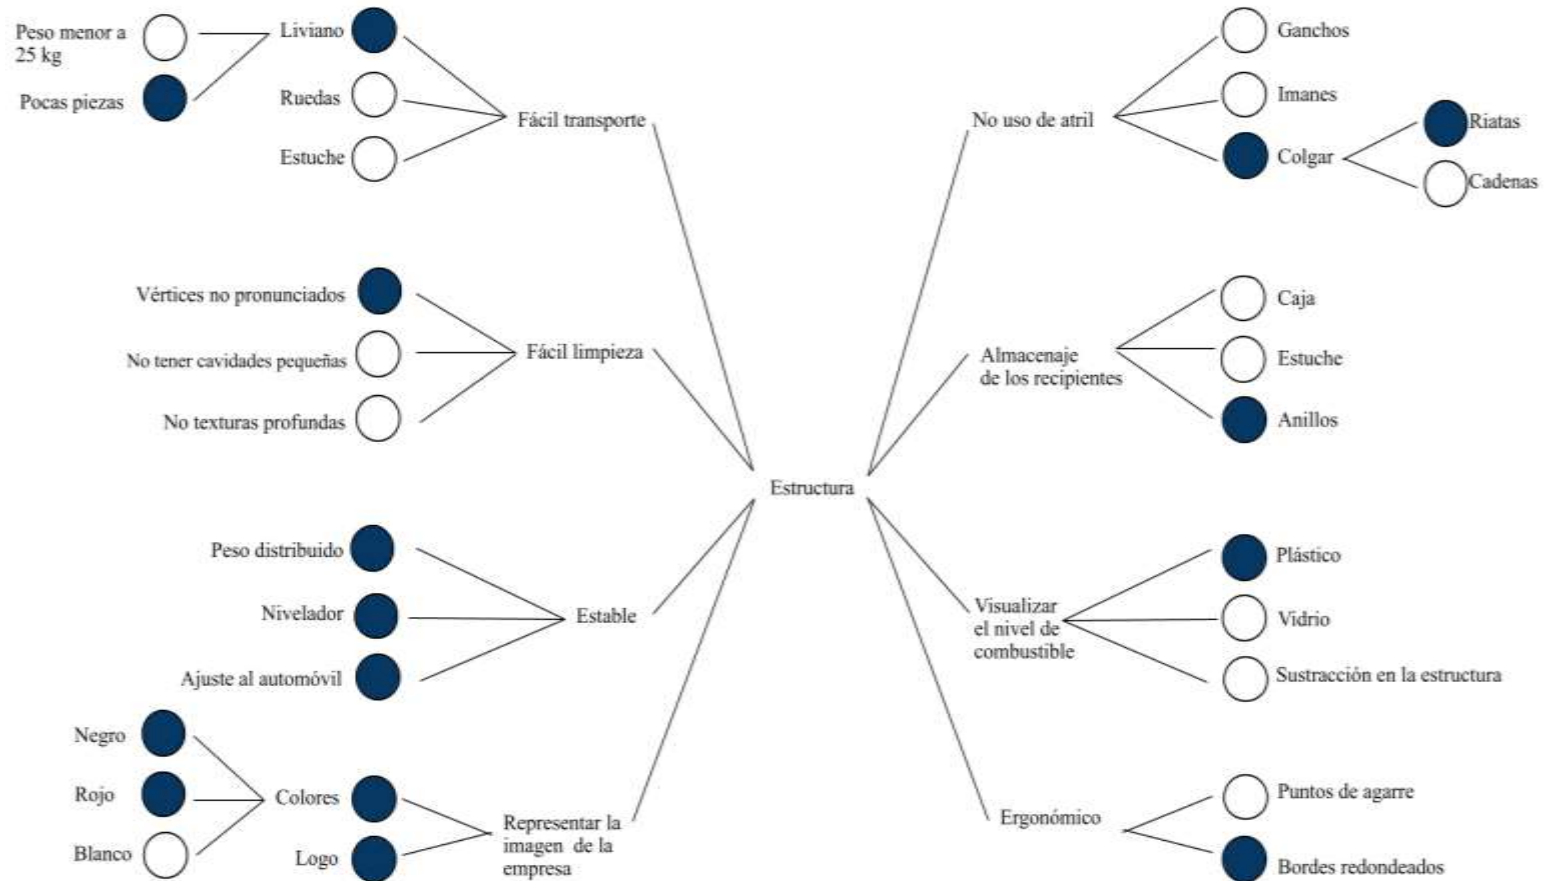 Peso menor a
25 kg
Pocas piezas
Liviano
Ruedas
Estuche
Fácil transporte
Vértices no pronunciados
No tener cavidades pequeñas
No texturas profundas
Fácil limpieza
Peso distribuido
Nivelador
Ajuste al automóvil
Estable
Negro
Rojo
Blanco
Colores
Logo
Representar la
imagen de la
empresa
Estructura
No uso de atril
Ganchos
Imanes
Colgar
Riatas
Cadenas
Almacenaje
de los recipientes
Caja
Estuche
Anillos
Visualizar
el nivel de
combustible
Plástico
Vidrio
Sustracción en la estructura
Ergonómico
Puntos de agarre
Bordes redondeados